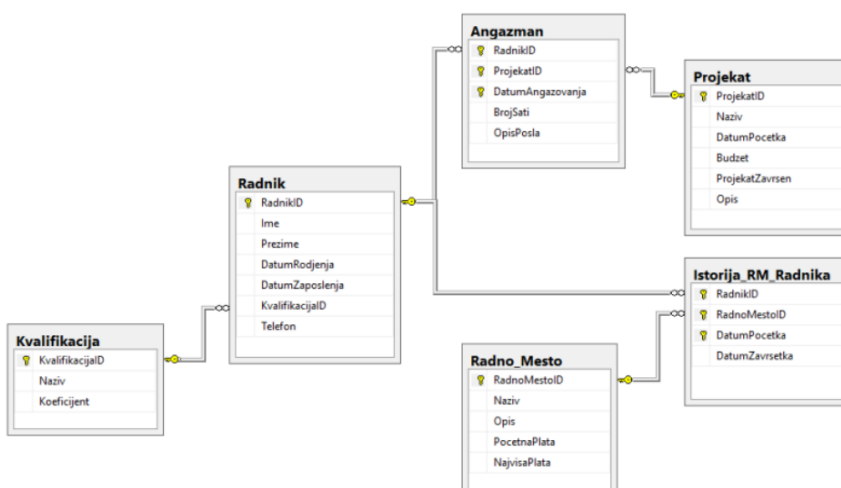 Angazman
RadnikID
ProjekatID
DatumAngazovanja
BrojSati
OpisPosla
Projekat
ProjekatID
Naziv
DatumPocetka
Budzet
ProjekatZavrsen
Opis
Radnik
RadnikID
Ime
Prezime
DatumRodjenja
DatumZaposlenja
KvalifikacijaID
Telefon
Istorija_RM_Radnika
RadnikID
RadnoMestoID
DatumPocetka
DatumZavrsetka
Kvalifikacija
KvalifikacijaID
Naziv
Koeficijent
Radno_Mesto
RadnoMestoID
Naziv
Opis
PocetnaPlata
NajvisaPlata